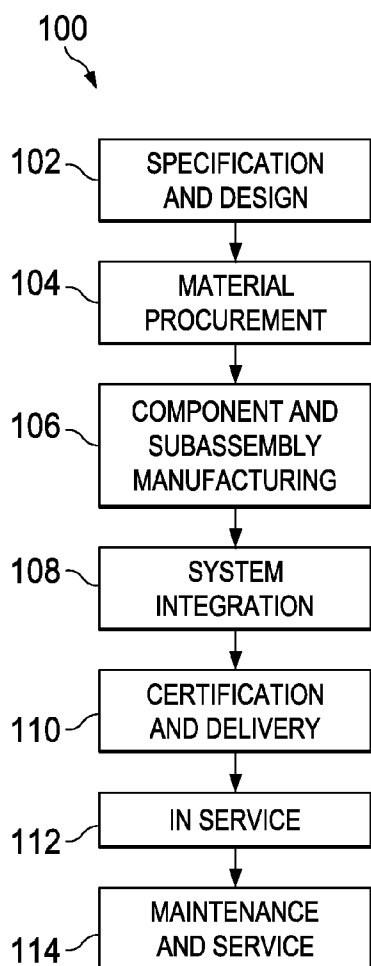 100
102
SPECIFICATION
AND DESIGN
104
MATERIAL
PROCUREMENT
106
COMPONENT AND
SUBASSEMBLY
MANUFACTURING
108
SYSTEM
INTEGRATION
110
CERTIFICATION
AND DELIVERY
112
IN SERVICE
114
MAINTENANCE
AND SERVICE